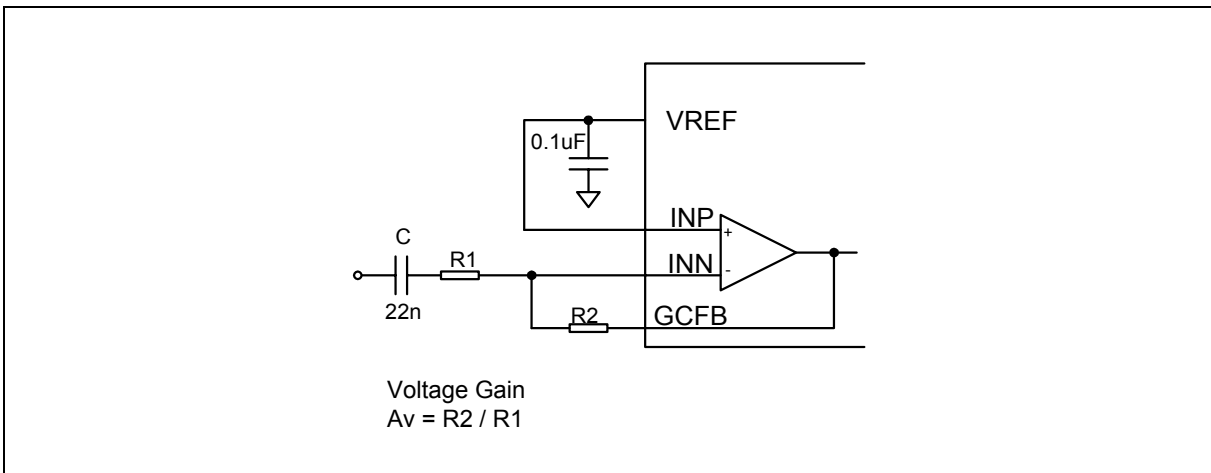 VREF
0.1uF
INP
+
C
R1
INN
-
22n
R2
GCFB
Voltage Gain
Av = R2 / R1